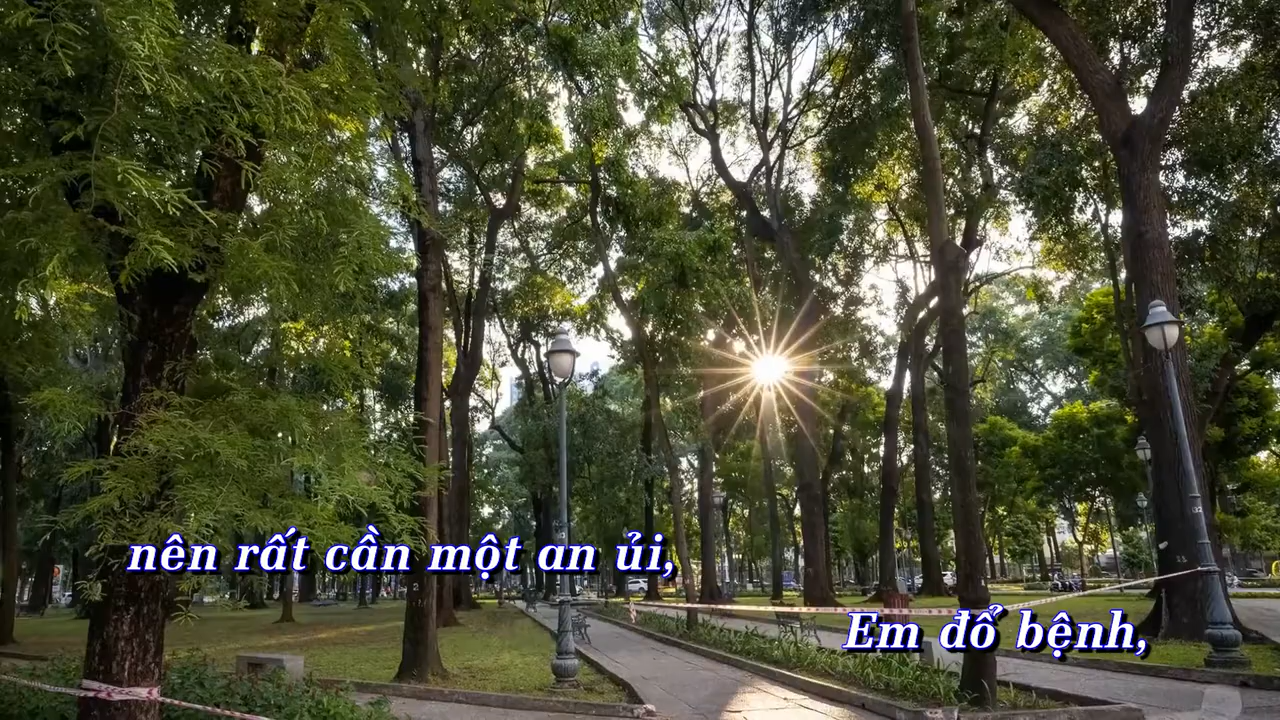 nên rất cần một an ủi,
Em đổ bệnh,